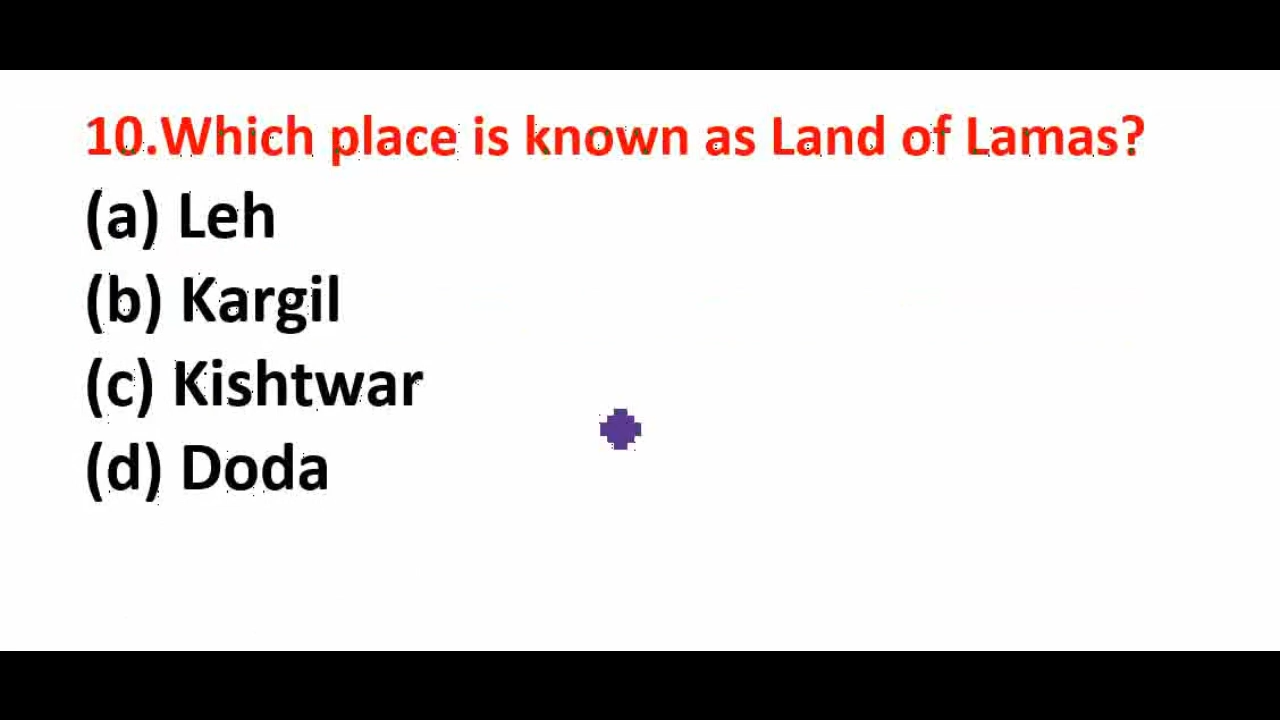 10.Which place is known as Land of Lamas?
(a) Leh
(b) Kargil
(c) Kishtwar
(d) Doda